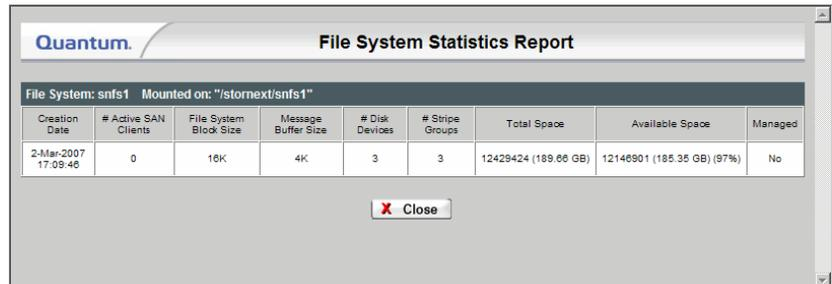 Quantum.
File System Statistics Report
File System: snfs1 Mounted on: "/stornext/snfs1"
Creation Date # Active SAN Clients File System Block Size Message Buffer Size # Disk Devices # Stripe Groups Total Space Available Space Managed
2-Mar-2007 17:09:46 0 16K 4K 3 3 12429424 (189.66 GB) 12146901 (185.35 GB) (97%) No
X Close